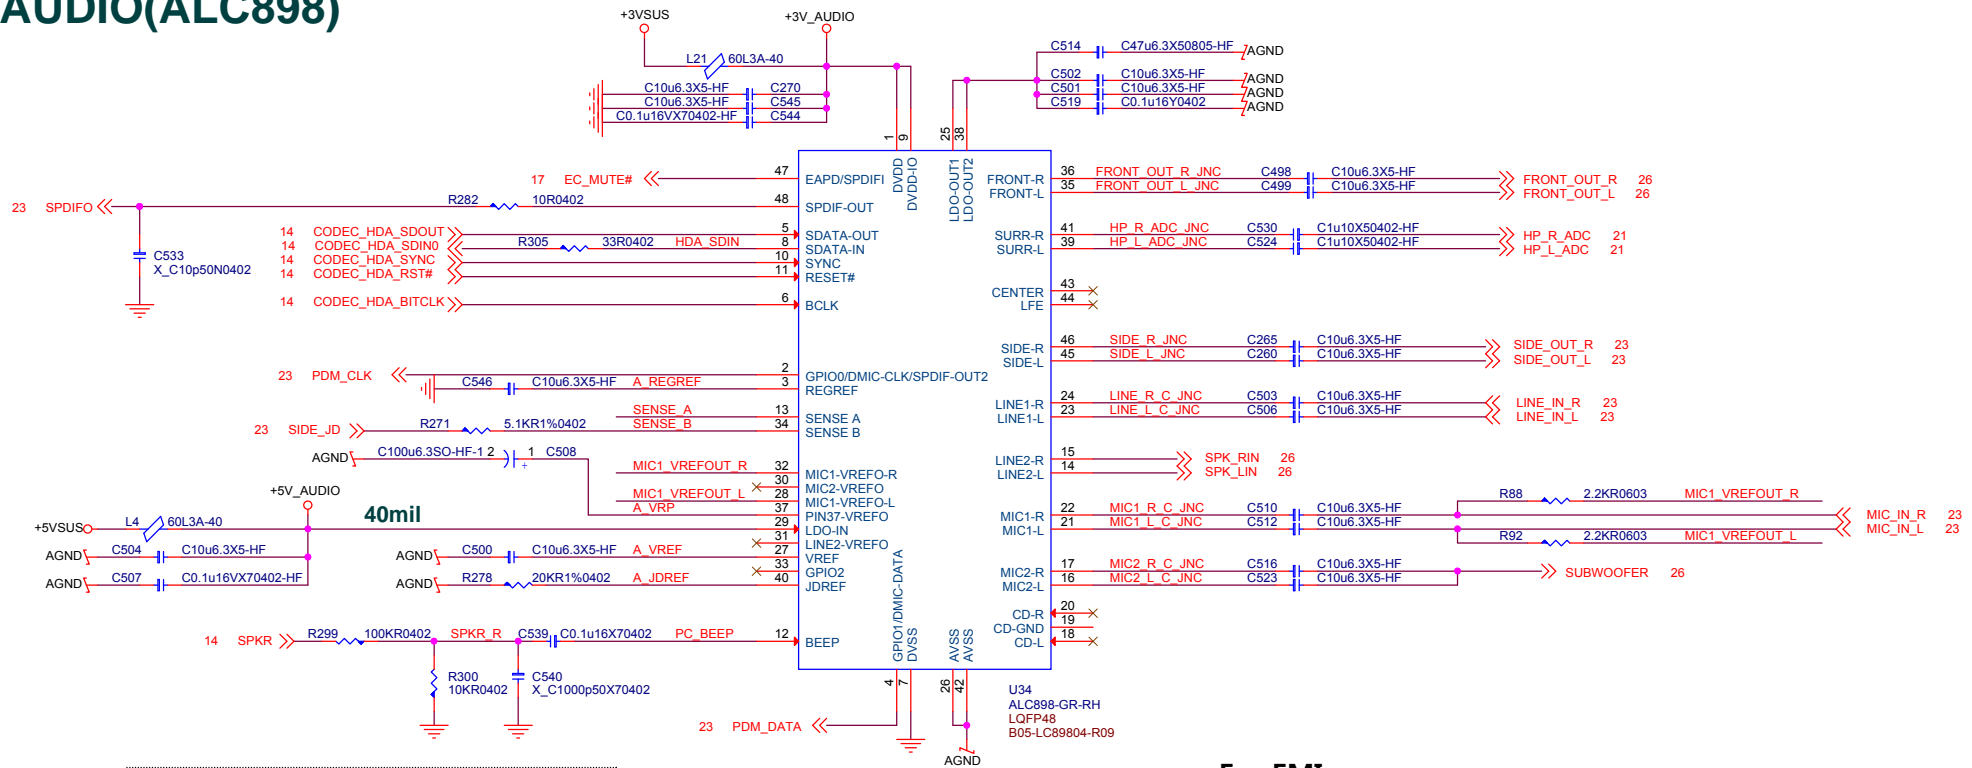 AUDIO(ALC898)
+3VSUS
+3V_AUDIO
L21 60L3A-40
C10u6.3X5-HF C270
C10u6.3X5-HF C545
C0.1u16VX70402-HF C544
C514 C47u6.3X50805-HF AGND
C502 C10u6.3X5-HF AGND
C501 C10u6.3X5-HF AGND
C519 C0.1u16Y0402 AGND
1 9 25 38
DVDD DVDD-IO LDO-OUT1 LDO-OUT2
17 EC_MUTE# 47 EAPD/SPDIFI
23 SPDIFO R282 10R0402 48 SPDIF-OUT
C533
X_C10p50N0402
14 CODEC_HDA_SDOUT 5 SDATA-OUT
14 CODEC_HDA_SDIN0 R305 33R0402 HDA_SDIN 8 SDATA-IN
14 CODEC_HDA_SYNC 10 SYNC
14 CODEC_HDA_RST# 11 RESET#
14 CODEC_HDA_BITCLK 6 BCLK
23 PDM_CLK 2 GPIO0/DMIC-CLK/SPDIF-OUT2
C546 C10u6.3X5-HF A_REGREF 3 REGREF
SENSE_A 13 SENSE A
23 SIDE_JD R271 5.1KR1%0402 SENSE_B 34 SENSE B
AGND C100u6.3SO-HF-1 2 1 C508
+
MIC1_VREFOUT_R 32 MIC1-VREFO-R
30 MIC2-VREFO
MIC1_VREFOUT_L 28 MIC1-VREFO-L
A_VRP 37 PIN37-VREFO
+5V_AUDIO
+5VSUS L4 60L3A-40 40mil 29 LDO-IN
31 LINE2-VREFO
AGND C504 C10u6.3X5-HF AGND C500 C10u6.3X5-HF A_VREF 27 VREF
33 GPIO2
AGND C507 C0.1u16VX70402-HF AGND R278 20KR1%0402 A_JDREF 40 JDREF
14 SPKR R299 100KR0402 SPKR_R C539 C0.1u16X70402 PC_BEEP 12 BEEP
R300
10KR0402
C540
X_C1000p50X70402
FRONT-R 36 FRONT_OUT_R_JNC C498 C10u6.3X5-HF FRONT_OUT_R 26
FRONT-L 35 FRONT_OUT_L_JNC C499 C10u6.3X5-HF FRONT_OUT_L 26
SURR-R 41 HP_R_ADC_JNC C530 C1u10X50402-HF HP_R_ADC 21
SURR-L 39 HP_L_ADC_JNC C524 C1u10X50402-HF HP_L_ADC 21
CENTER 43
LFE 44
SIDE-R 46 SIDE_R_JNC C265 C10u6.3X5-HF SIDE_OUT_R 23
SIDE-L 45 SIDE_L_JNC C260 C10u6.3X5-HF SIDE_OUT_L 23
LINE1-R 24 LINE_R_C_JNC C503 C10u6.3X5-HF LINE_IN_R 23
LINE1-L 23 LINE_L_C_JNC C506 C10u6.3X5-HF LINE_IN_L 23
LINE2-R 15 SPK_RIN 26
LINE2-L 14 SPK_LIN 26
R88 2.2KR0603 MIC1_VREFOUT_R
MIC1-R 22 MIC1_R_C_JNC C510 C10u6.3X5-HF MIC_IN_R 23
MIC1-L 21 MIC1_L_C_JNC C512 C10u6.3X5-HF MIC_IN_L 23
R92 2.2KR0603 MIC1_VREFOUT_L
MIC2-R 17 MIC2_R_C_JNC C516 C10u6.3X5-HF SUBWOOFER 26
MIC2-L 16 MIC2_L_C_JNC C523 C10u6.3X5-HF
CD-R 20
CD-GND 19
CD-L 18
GPIO1/DMIC-DATA DVSS AVSS AVSS
4 7 26 42
23 PDM_DATA
AGND
U34
ALC898-GR-RH
LQFP48
B05-LC89804-R09